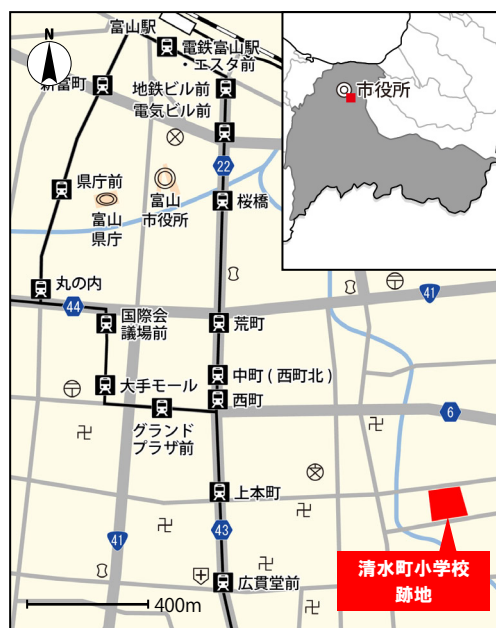 富山駅
N
電鉄富山駅
・エスタ前
新富町
地鉄ビル前
電気ビル前
市役所
22
県庁前
富山
県庁
富山
市役所
桜橋
丸の内
44
41
国際会
議場前
荒町
中町(西町北)
大手モール
西町
6
グランド
プラザ前
上本町
43
41
清水町小学校
跡地
広貫堂前
400m